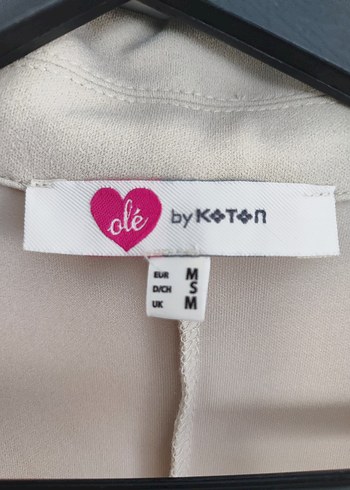 olé by KOTON
EUR M
D/CH S
UK M